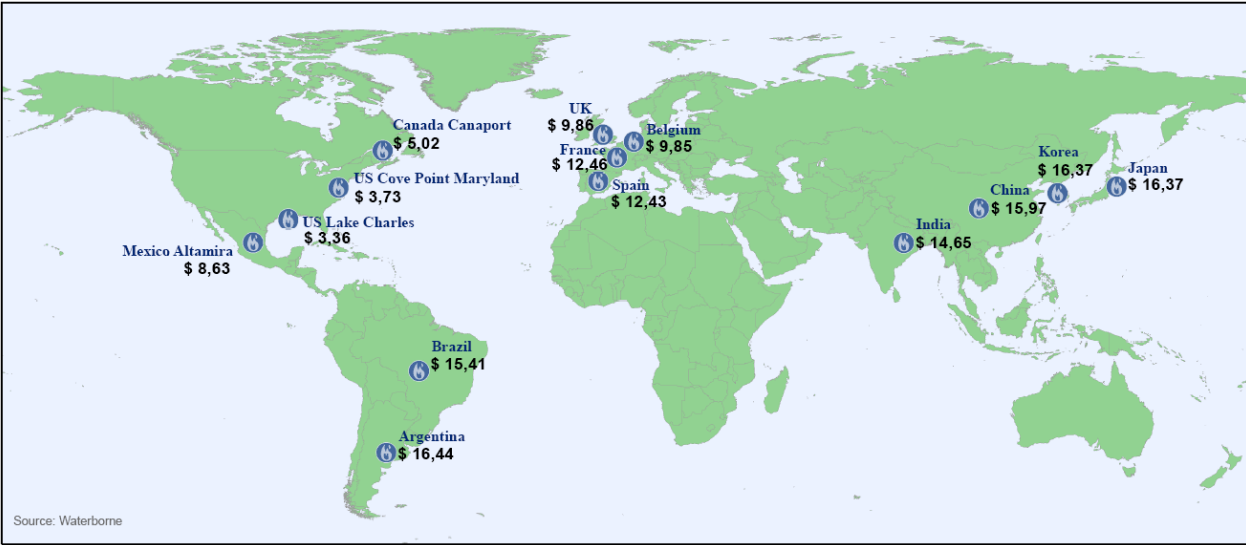 Canada Canaport
$ 5,02
US Cove Point Maryland
$ 3,73
US Lake Charles
$ 3,36
Mexico Altamira
$ 8,63
Brazil
$ 15,41
Argentina
$ 16,44
UK
$ 9,86
Belgium
$ 9,85
France
$ 12,46
Spain
$ 12,43
Korea
$ 16,37
Japan
$ 16,37
China
$ 15,97
India
$ 14,65
Source: Waterborne